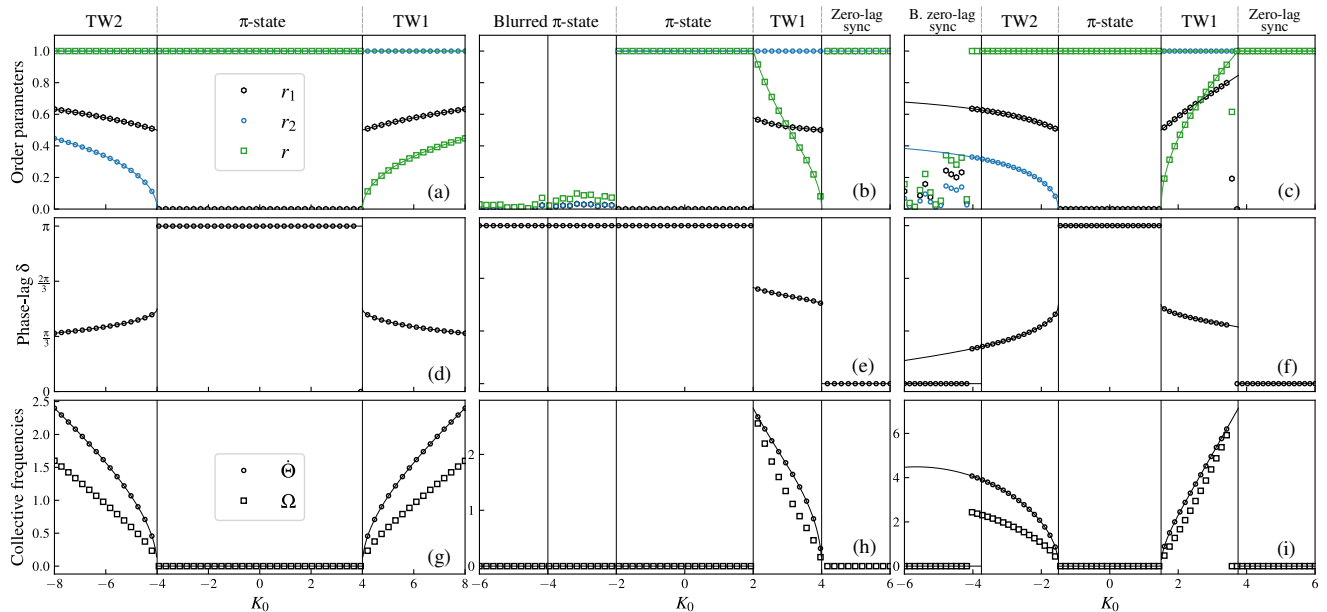 TW2 π-state TW1
Blurred π-state π-state TW1 Zero-lag sync
B. zero-lag sync TW2 π-state TW1 Zero-lag sync
Order parameters
1.0
0.8
0.6
0.4
0.2
0.0
r₁
r₂
r
(a)
(b)
(c)
Phase-lag δ
π
2π/3
π/3
0
(d)
(e)
(f)
Collective frequencies
2.5
2.0
1.5
1.0
0.5
0.0
Θ̇
Ω
(g)
2
1
0
(h)
6
4
2
0
(i)
−8 −6 −4 −2 0 2 4 6 8
−6 −4 −2 0 2 4 6
−6 −4 −2 0 2 4 6
K₀ K₀ K₀